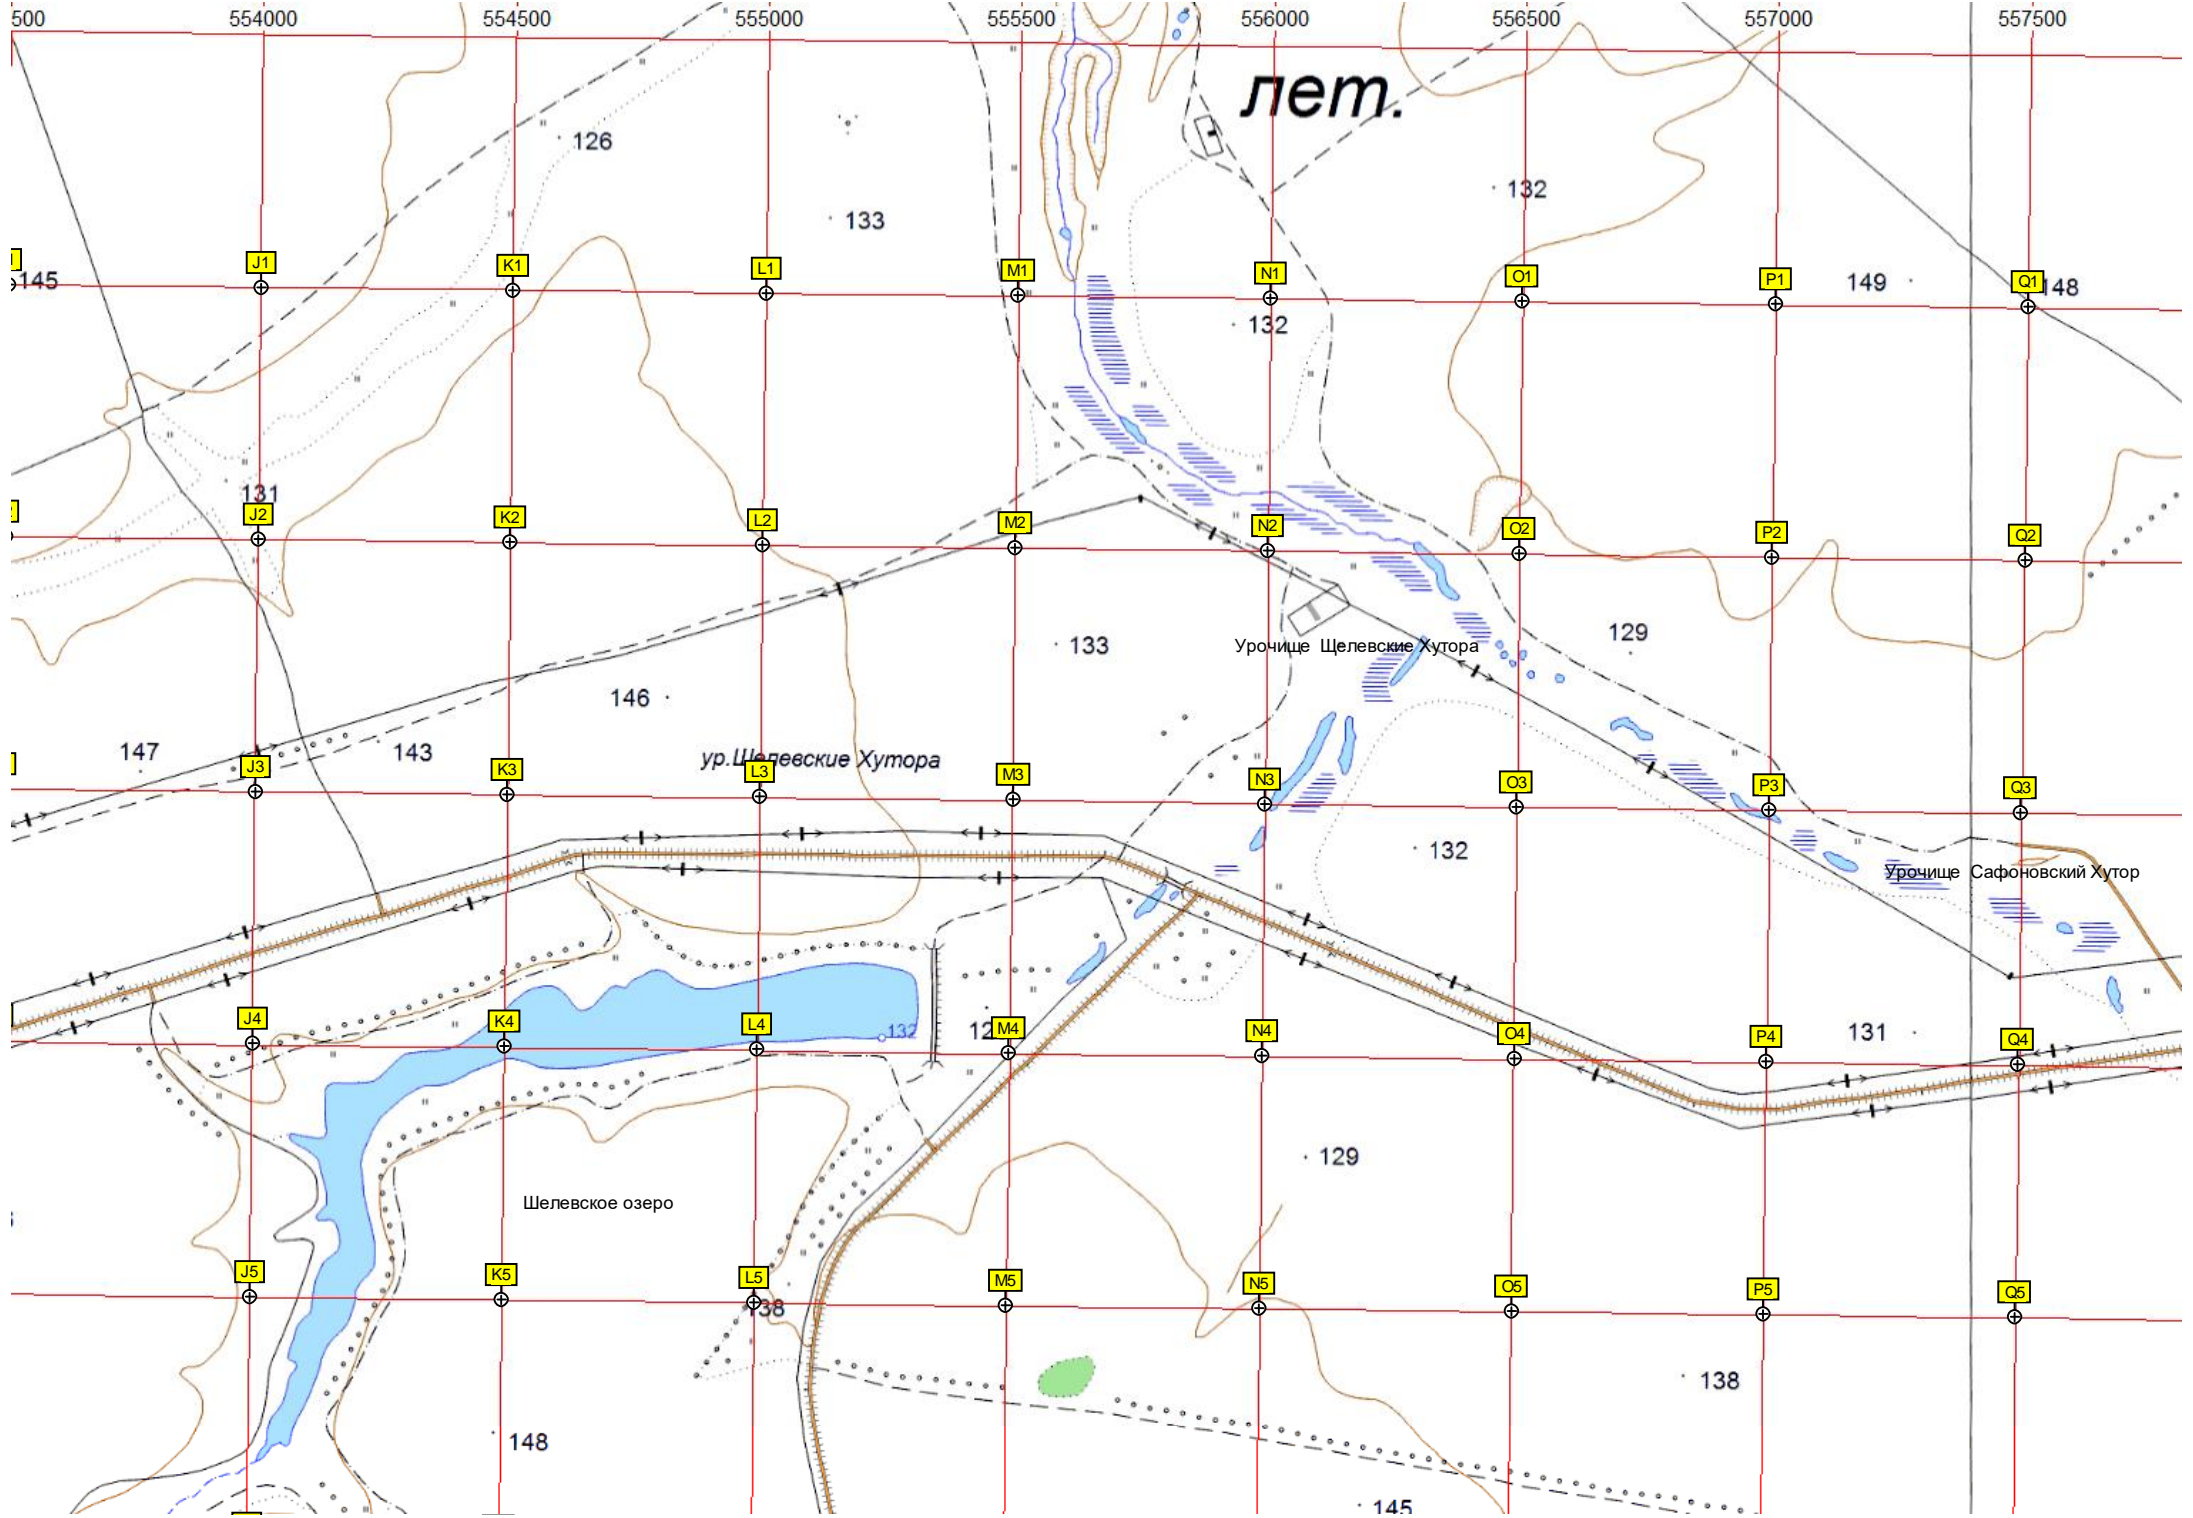 500 554000 554500 555000 555500 556000 556500 557000 557500
лет.
126
132
133
J1 K1 L1 M1 N1 O1 P1 Q1
145 149 148
132
131
J2 K2 L2 M2 N2 O2 P2 Q2
129
133 Урочище Щелевские Хутора
146
147 143
ур.Шелевские Хутора
J3 K3 L3 M3 N3 O3 P3 Q3
132
Урочище Сафоновский Хутор
J4 K4 L4 M4 N4 O4 P4 Q4
132 12 131
129
Шелевское озеро
J5 K5 L5 M5 N5 O5 P5 Q5
138
138
148
145